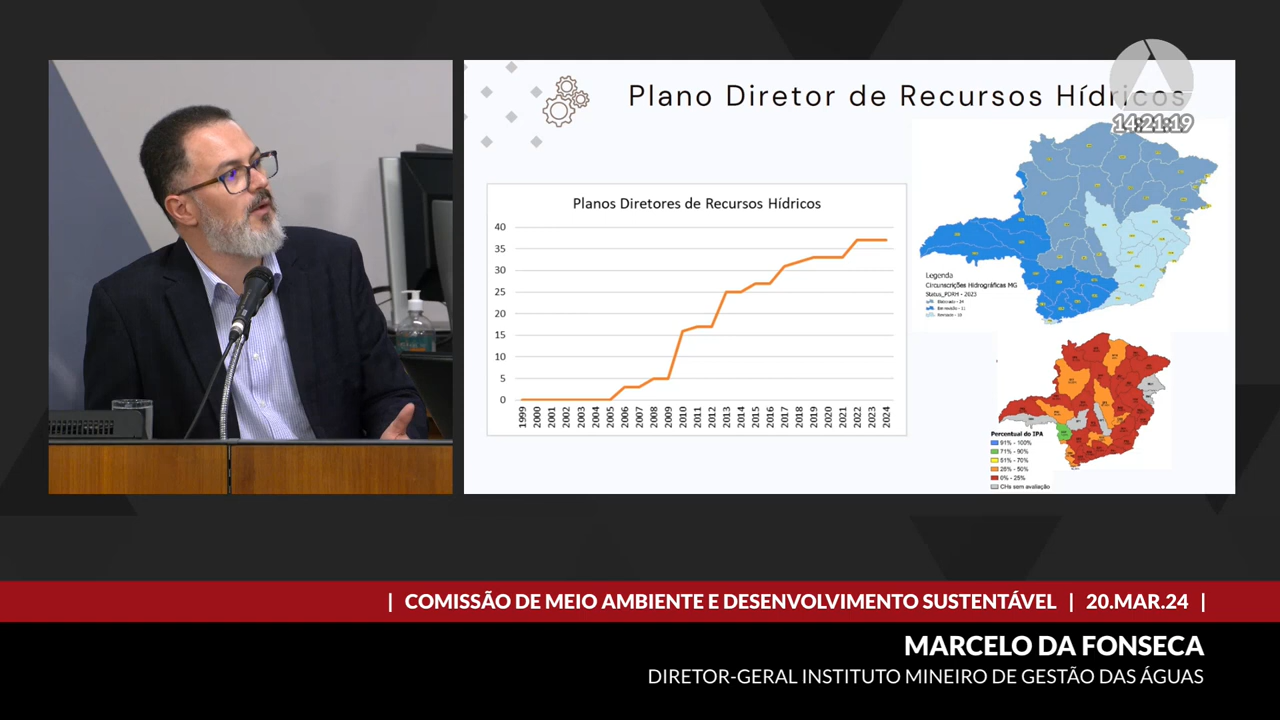 Plano Diretor de Recursos Hídricos
14:21:19
Planos Diretores de Recursos Hídricos
40
35
30
25
20
15
10
5
0
1999 2000 2001 2002 2003 2004 2005 2006 2007 2008 2009 2010 2011 2012 2013 2014 2015 2016 2017 2018 2019 2020 2021 2022 2023 2024
Legenda
Circunscrições Hidrográficas MG
Status_PDRH - 2023
Percentual do IPA
91% - 100%
71% - 90%
51% - 70%
26% - 50%
0% - 25%
CHs sem avaliação
| COMISSÃO DE MEIO AMBIENTE E DESENVOLVIMENTO SUSTENTÁVEL | 20.MAR.24 |
MARCELO DA FONSECA
DIRETOR-GERAL INSTITUTO MINEIRO DE GESTÃO DAS ÁGUAS